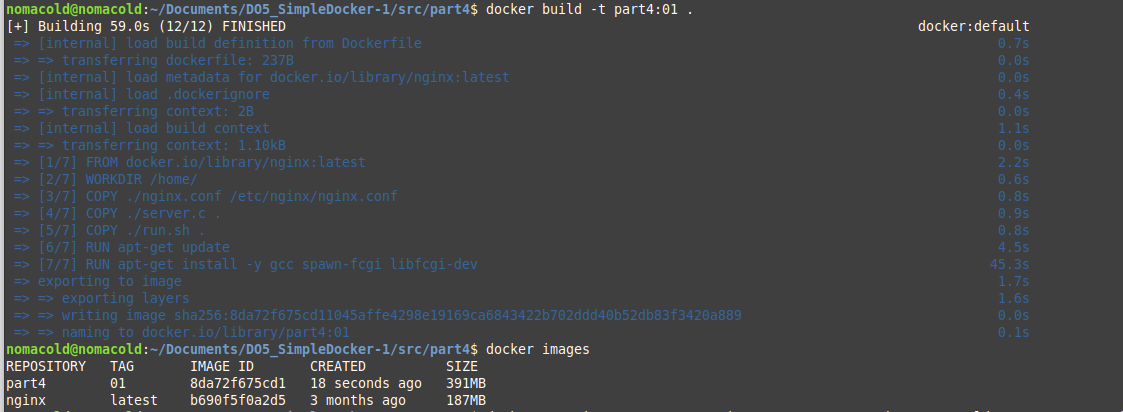 nomacold@nomacold:~/Documents/DO5_SimpleDocker-1/src/part4$ docker build -t part4:01 .
[+] Building 59.0s (12/12) FINISHED docker:default
=> [internal] load build definition from Dockerfile 0.7s
=> => transferring dockerfile: 237B 0.0s
=> [internal] load metadata for docker.io/library/nginx:latest 0.0s
=> [internal] load .dockerignore 0.4s
=> => transferring context: 2B 0.0s
=> [internal] load build context 1.1s
=> => transferring context: 1.10kB 0.0s
=> [1/7] FROM docker.io/library/nginx:latest 2.2s
=> [2/7] WORKDIR /home/ 0.6s
=> [3/7] COPY ./nginx.conf /etc/nginx/nginx.conf 0.8s
=> [4/7] COPY ./server.c . 0.9s
=> [5/7] COPY ./run.sh . 0.8s
=> [6/7] RUN apt-get update 4.5s
=> [7/7] RUN apt-get install -y gcc spawn-fcgi libfcgi-dev 45.3s
=> exporting to image 1.7s
=> => exporting layers 1.6s
=> => writing image sha256:8da72f675cd11045affe4298e19169ca6843422b702ddd40b52db83f3420a889 0.0s
=> => naming to docker.io/library/part4:01 0.1s
nomacold@nomacold:~/Documents/DO5_SimpleDocker-1/src/part4$ docker images
REPOSITORY TAG IMAGE ID CREATED SIZE
part4 01 8da72f675cd1 18 seconds ago 391MB
nginx latest b690f5f0a2d5 3 months ago 187MB